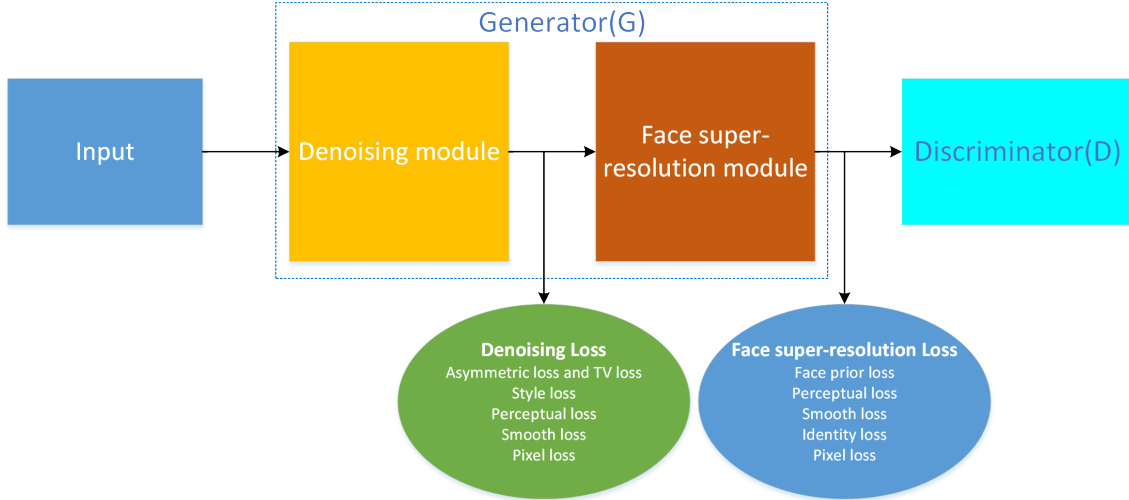 Generator(G)
Input
Denoising module
Face super-
resolution module
Discriminator(D)
Denoising Loss
Asymmetric loss and TV loss
Style loss
Perceptual loss
Smooth loss
Pixel loss
Face super-resolution Loss
Face prior loss
Perceptual loss
Smooth loss
Identity loss
Pixel loss